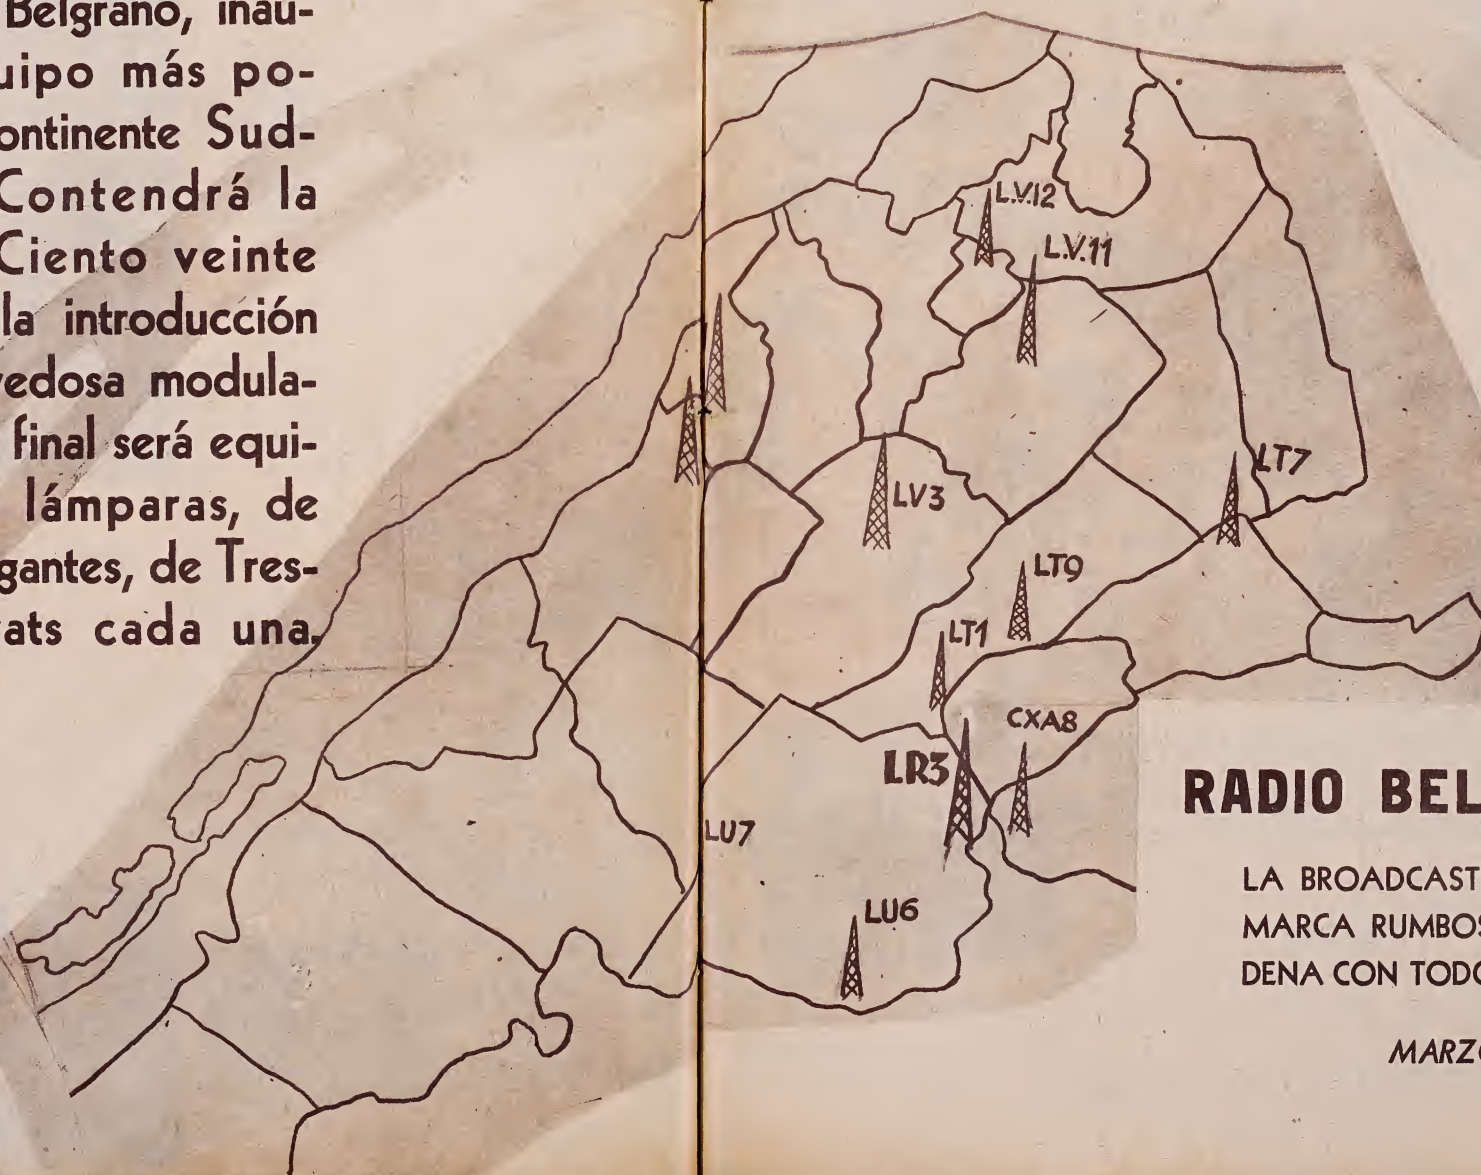 Belgrano, inau-
uipo más po-
ontinente Sud-
Contendrá la
Ciento veinte
la introducción
vedosa modula-
final será equi-
lámparas, de
gantes, de Tres-
ats cada una.
L.V.12
L.V.11
LT7
LV3
LT9
LT1
CXA8
LR3
LU7
LU6
RADIO BEL
LA BROADCAST
MARCA RUMBOS
DENA CON TODO
MARZO